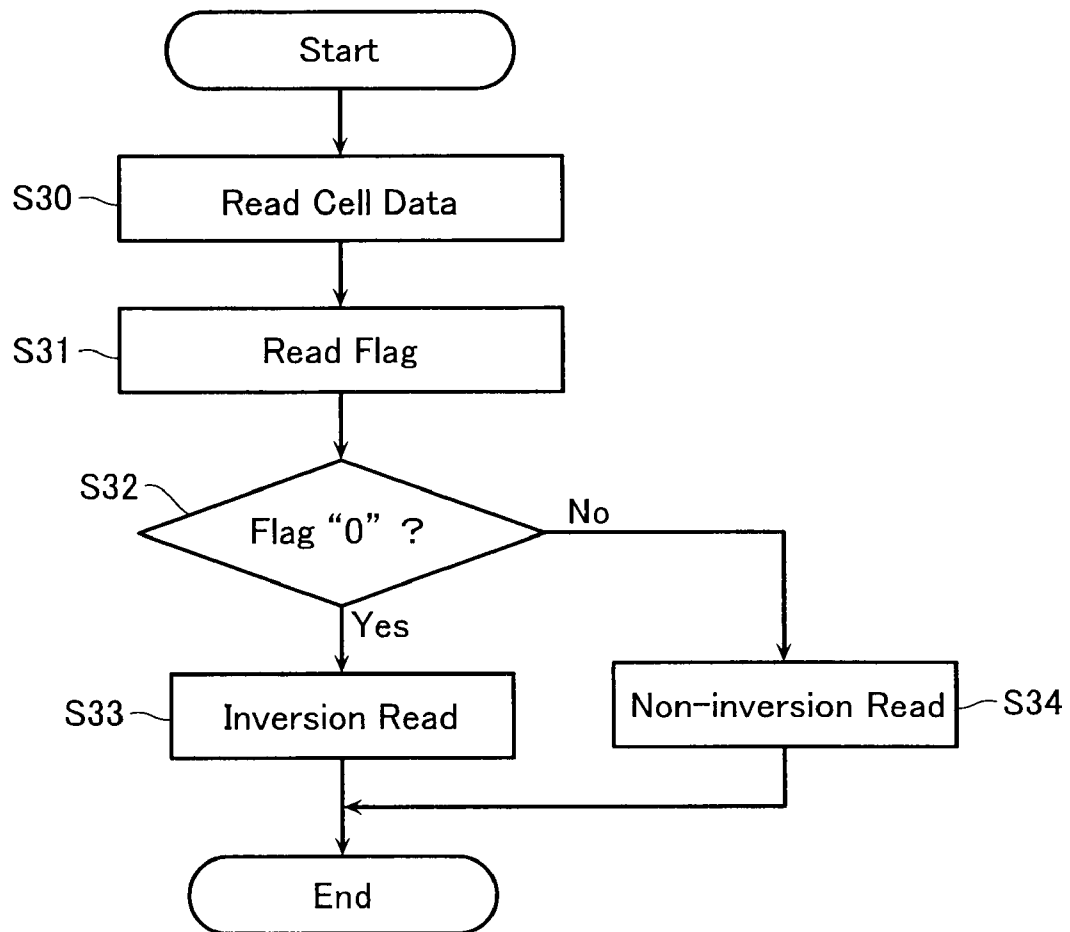 Start
S30
Read Cell Data
S31
Read Flag
S32
Flag “0” ?
No
Yes
S33
Inversion Read
Non-inversion Read
S34
End